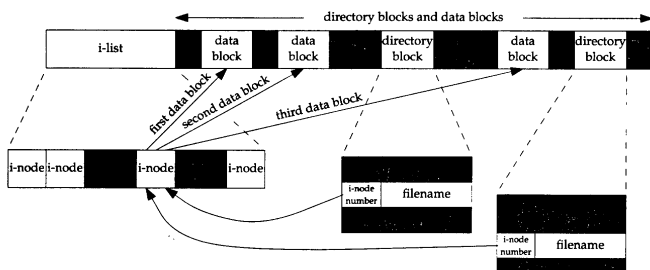 directory blocks and data blocks
i-list
data
block
data
block
directory
block
data
block
directory
block
first data block
second data block
third data block
i-node
i-node
i-node
i-node
i-node
number
filename
i-node
number
filename